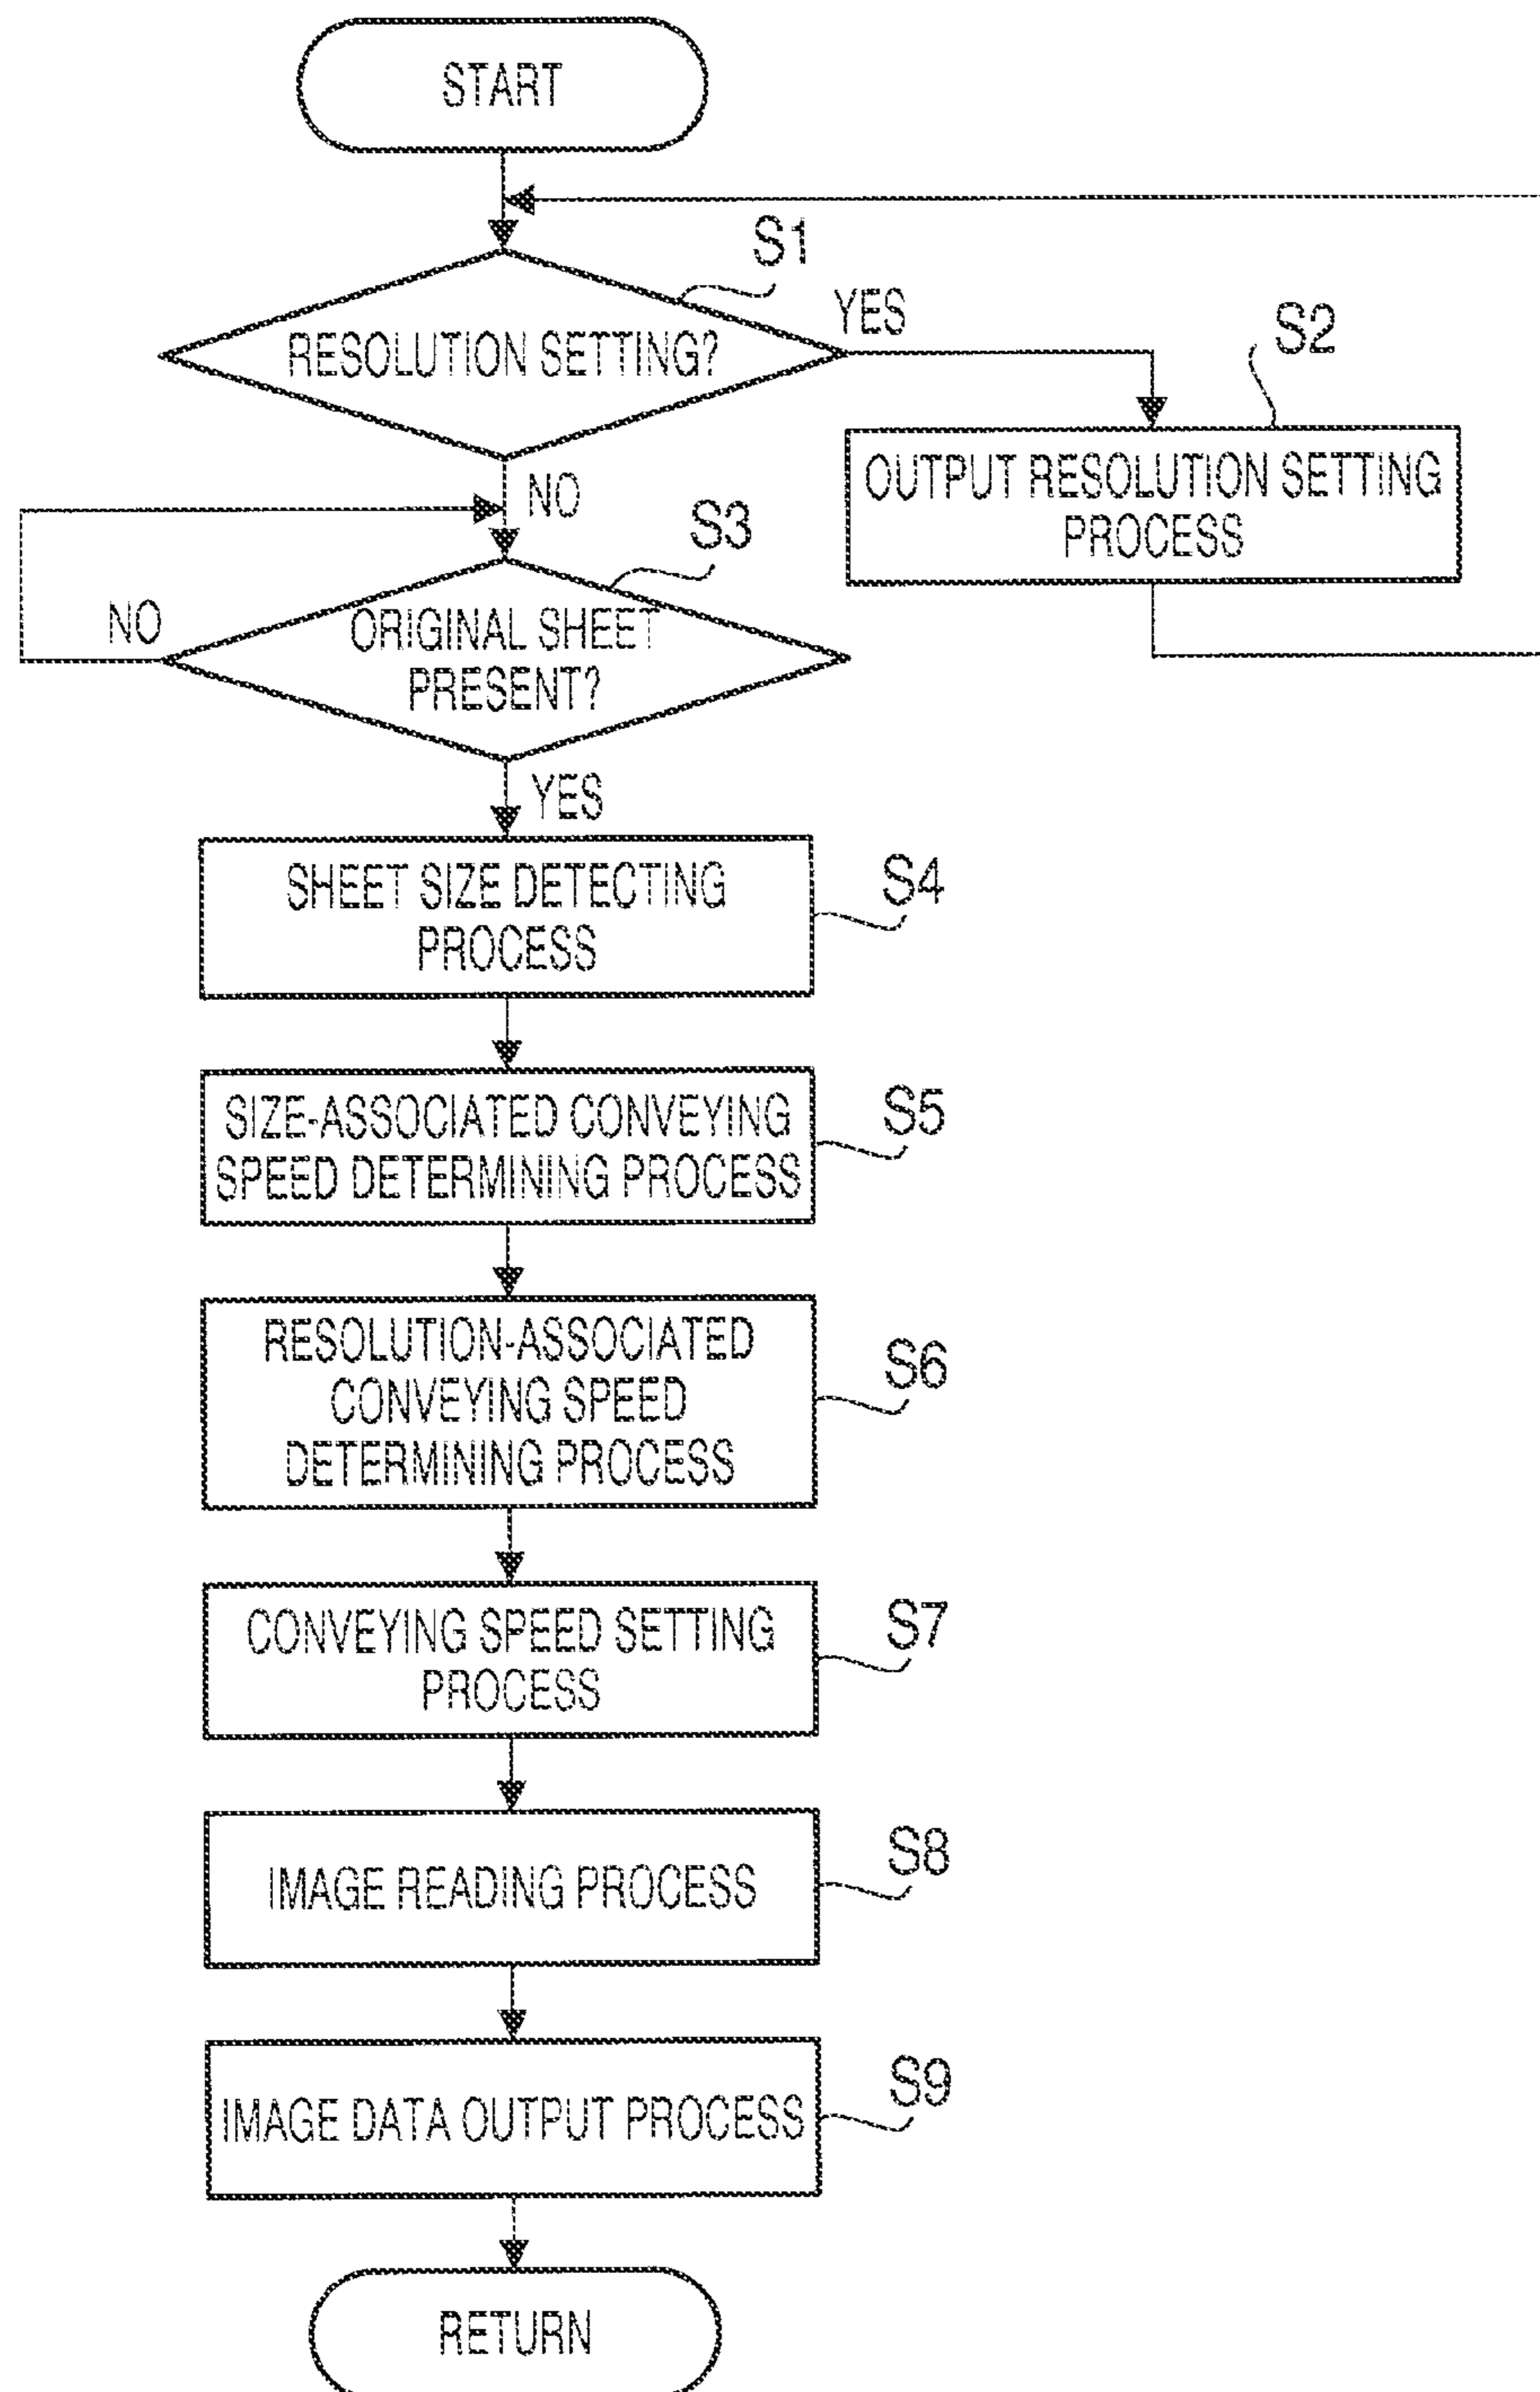 START
S1
RESOLUTION SETTING?
YES
S2
OUTPUT RESOLUTION SETTING
PROCESS
NO
S3
ORIGINAL SHEET
PRESENT?
NO
YES
SHEET SIZE DETECTING
PROCESS
S4
SIZE-ASSOCIATED CONVEYING
SPEED DETERMINING PROCESS
S5
RESOLUTION-ASSOCIATED
CONVEYING SPEED
DETERMINING PROCESS
S6
CONVEYING SPEED SETTING
PROCESS
S7
IMAGE READING PROCESS
S8
IMAGE DATA OUTPUT PROCESS
S9
RETURN